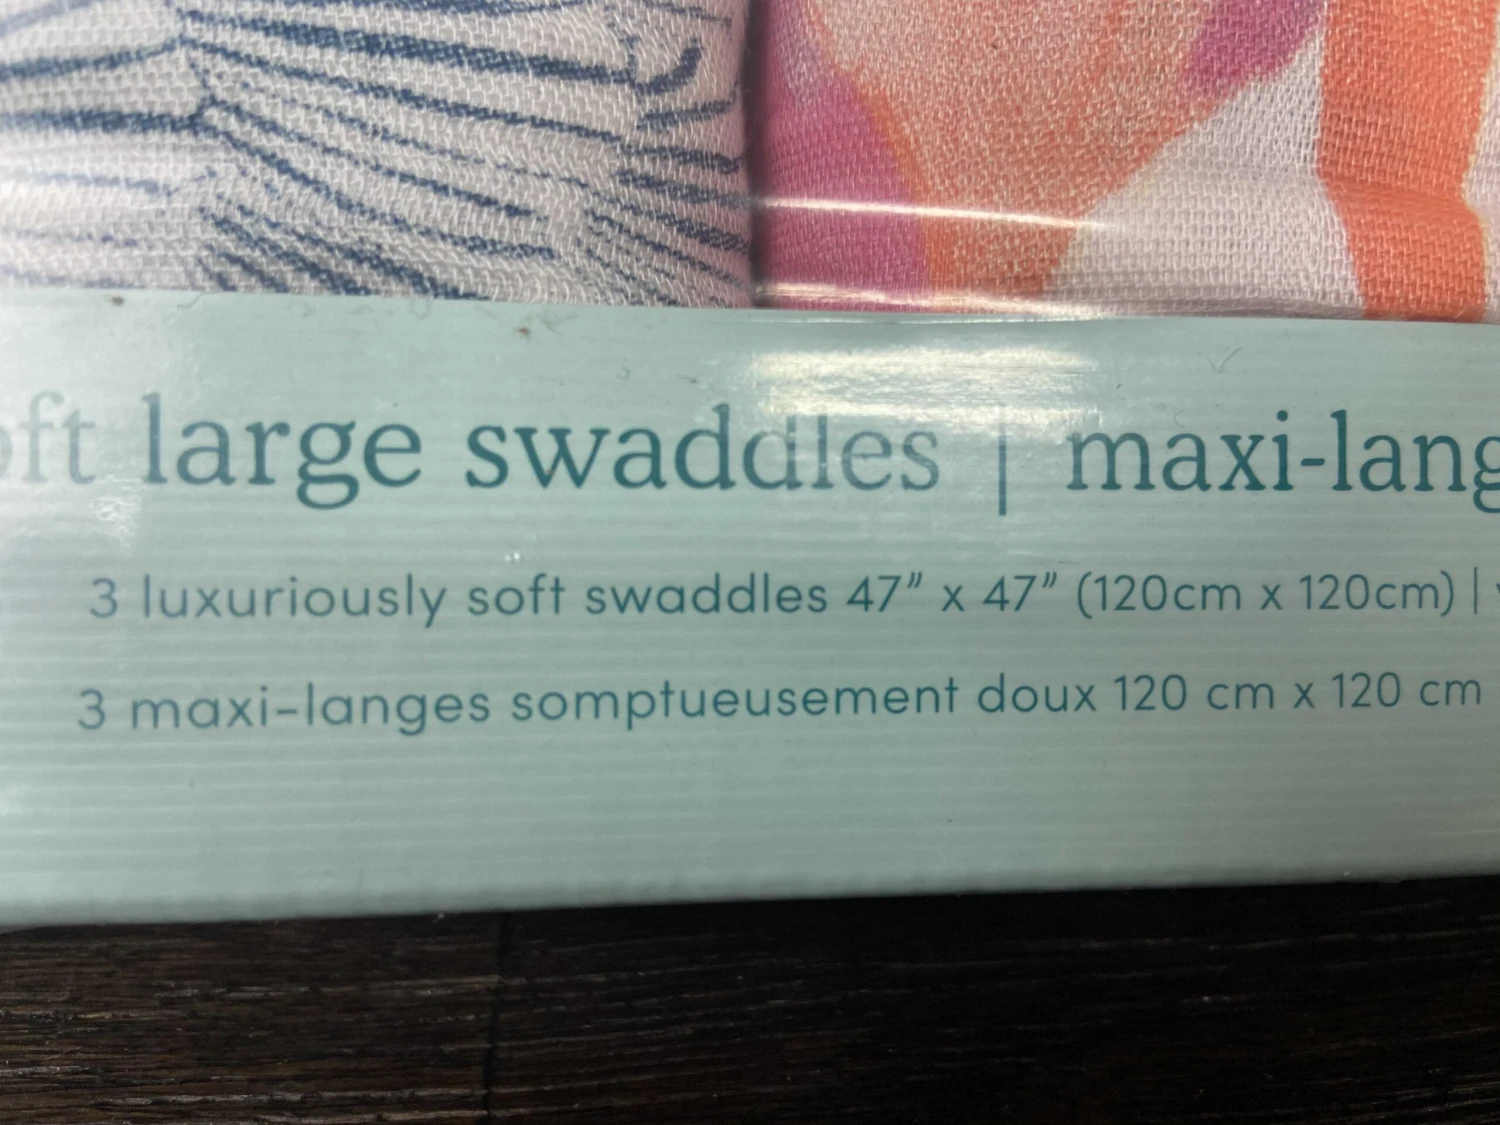 large swaddles | maxi-lang
3 luxuriously soft swaddles 47” x 47” (120cm x 120cm) |
3 maxi-langes somptueusement doux 120 cm x 120 cm